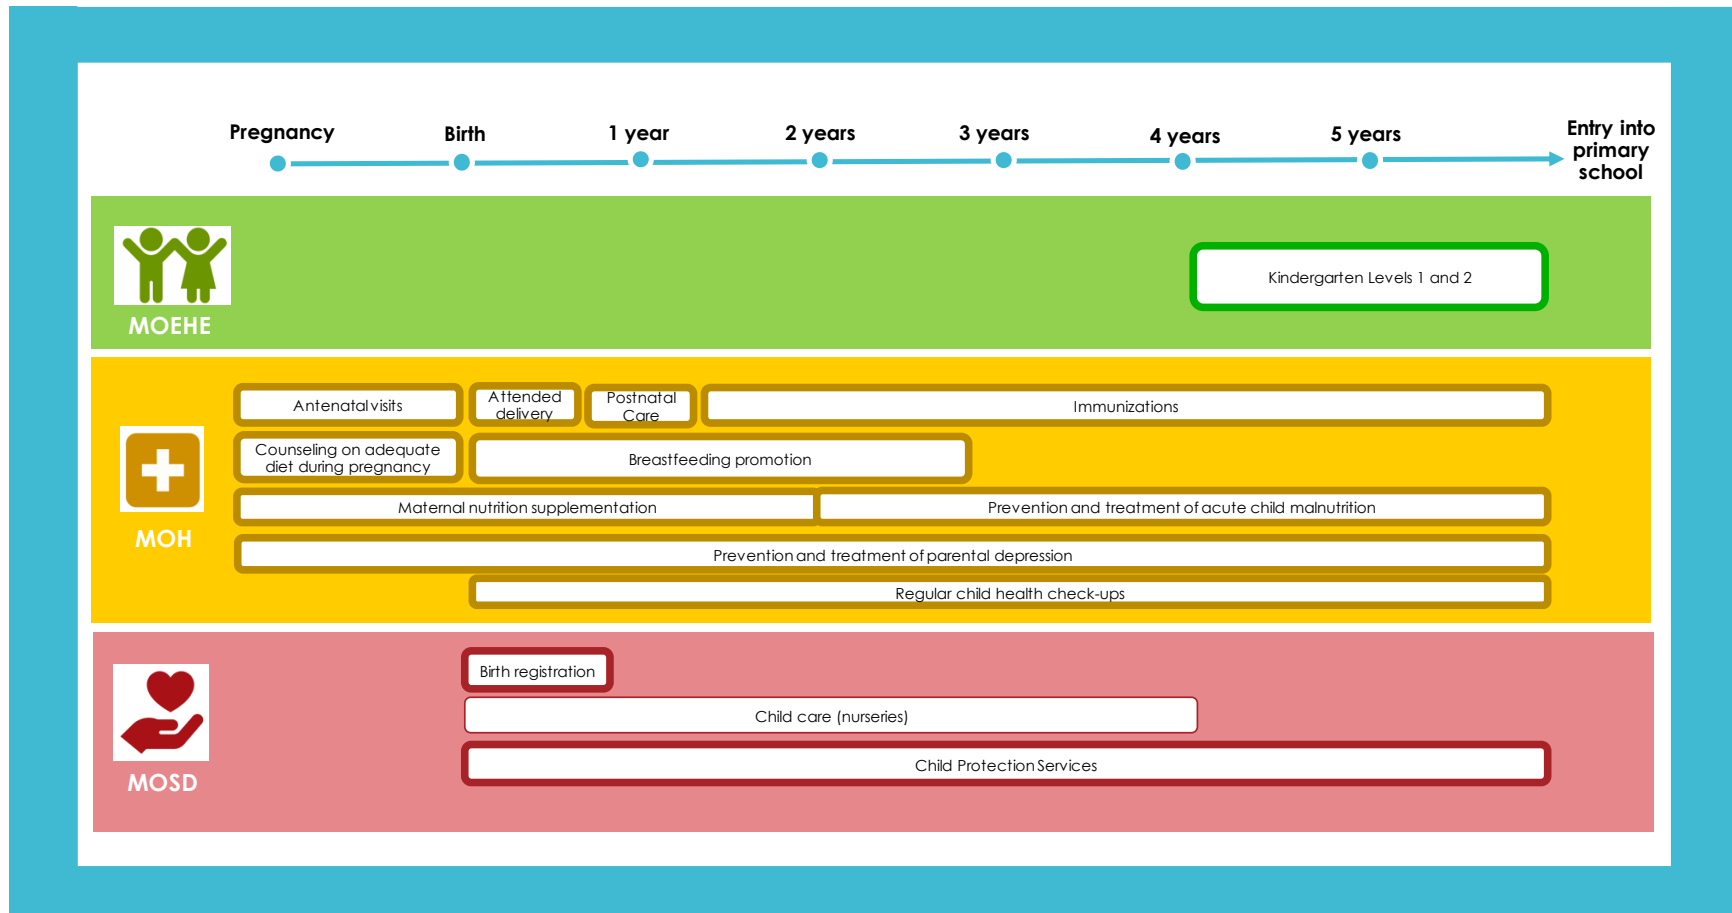 Pregnancy
Birth
1 year
2 years
3 years
4 years
5 years
Entry into
primary
school
MOEHE
Kindergarten Levels 1 and 2
MOH
Antenatal visits
Attended
delivery
Postnatal
Care
Immunizations
Counseling on adequate
diet during pregnancy
Breastfeeding promotion
Maternal nutrition supplementation
Prevention and treatment of acute child malnutrition
Prevention and treatment of parental depression
Regular child health check-ups
MOSD
Birth registration
Child care (nurseries)
Child Protection Services